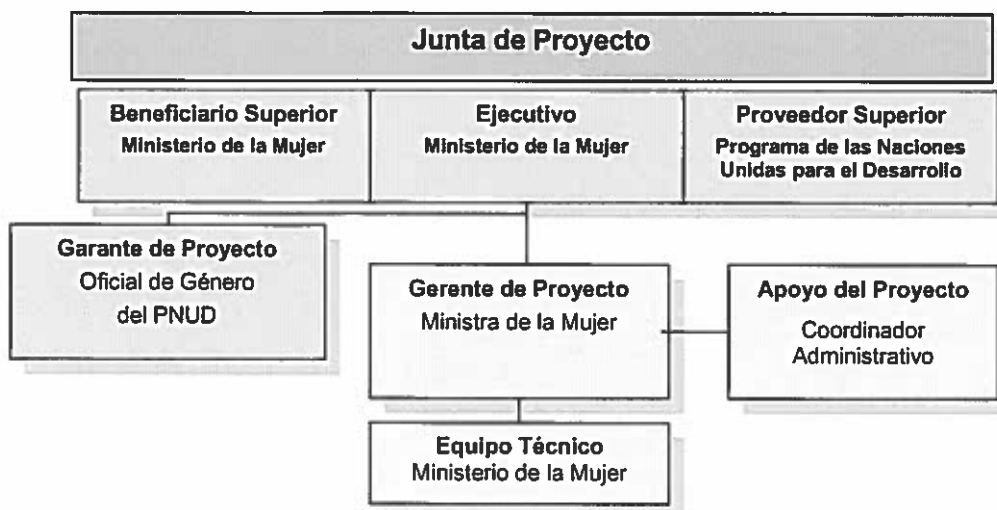 Junta de Proyecto
Beneficiario Superior
Ministerio de la Mujer
Ejecutivo
Ministerio de la Mujer
Proveedor Superior
Programa de las Naciones
Unidas para el Desarrollo
Garante de Proyecto
Oficial de Género
del PNUD
Gerente de Proyecto
Ministra de la Mujer
Apoyo del Proyecto
Coordinador
Administrativo
Equipo Técnico
Ministerio de la Mujer